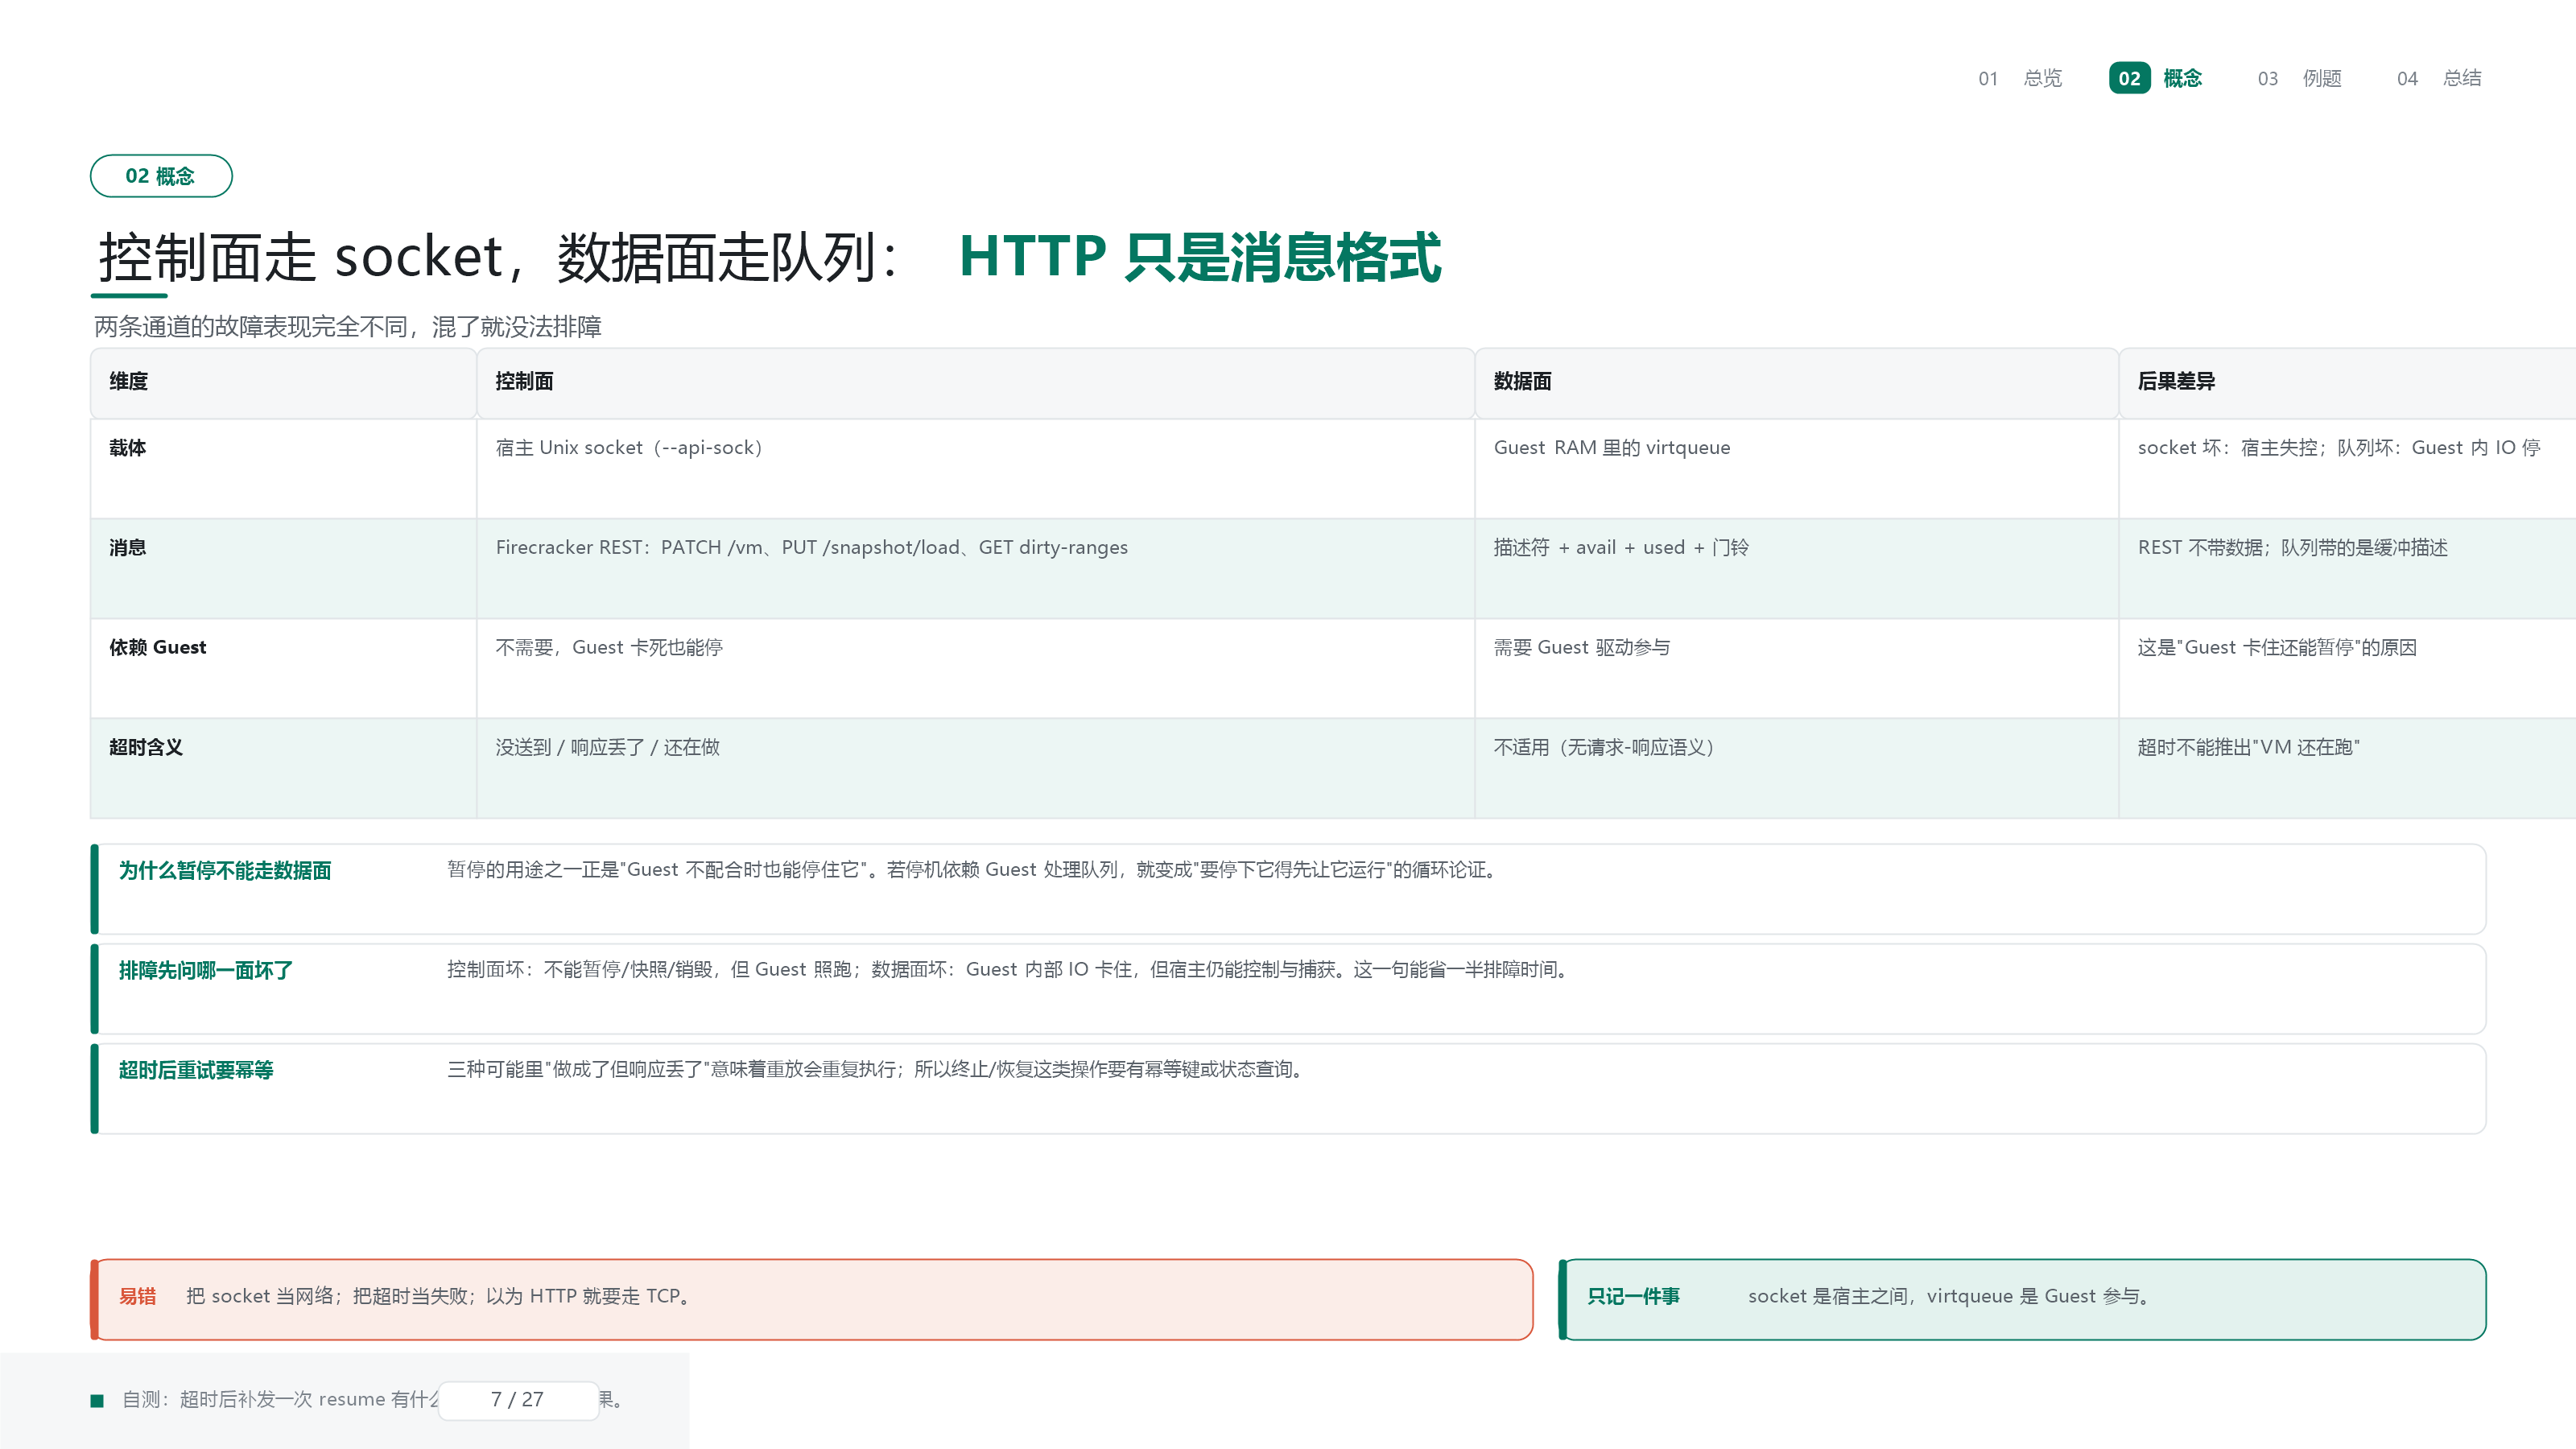 01 总览 02 概念 03 例题 04 总结
02 概念
控制面走 socket，数据面走队列： HTTP 只是消息格式
两条通道的故障表现完全不同，混了就没法排障
维度 控制面 数据面 后果差异
载体 宿主 Unix socket（--api-sock） Guest RAM 里的 virtqueue socket 坏：宿主失控；队列坏：Guest 内 IO 停
消息 Firecracker REST：PATCH /vm、PUT /snapshot/load、GET dirty-ranges 描述符 + avail + used + 门铃 REST 不带数据；队列带的是缓冲描述
依赖 Guest 不需要，Guest 卡死也能停 需要 Guest 驱动参与 这是"Guest 卡住还能暂停"的原因
超时含义 没送到 / 响应丢了 / 还在做 不适用（无请求-响应语义） 超时不能推出"VM 还在跑"
为什么暂停不能走数据面 暂停的用途之一正是"Guest 不配合时也能停住它"。若停机依赖 Guest 处理队列，就变成"要停下它得先让它运行"的循环论证。
排障先问哪一面坏了 控制面坏：不能暂停/快照/销毁，但 Guest 照跑；数据面坏：Guest 内部 IO 卡住，但宿主仍能控制与捕获。这一句能省一半排障时间。
超时后重试要幂等 三种可能里"做成了但响应丢了"意味着重放会重复执行；所以终止/恢复这类操作要有幂等键或状态查询。
易错 把 socket 当网络；把超时当失败；以为 HTTP 就要走 TCP。
只记一件事 socket 是宿主之间，virtqueue 是 Guest 参与。
自测：超时后补发一次 resume 有什 果。
7 / 27